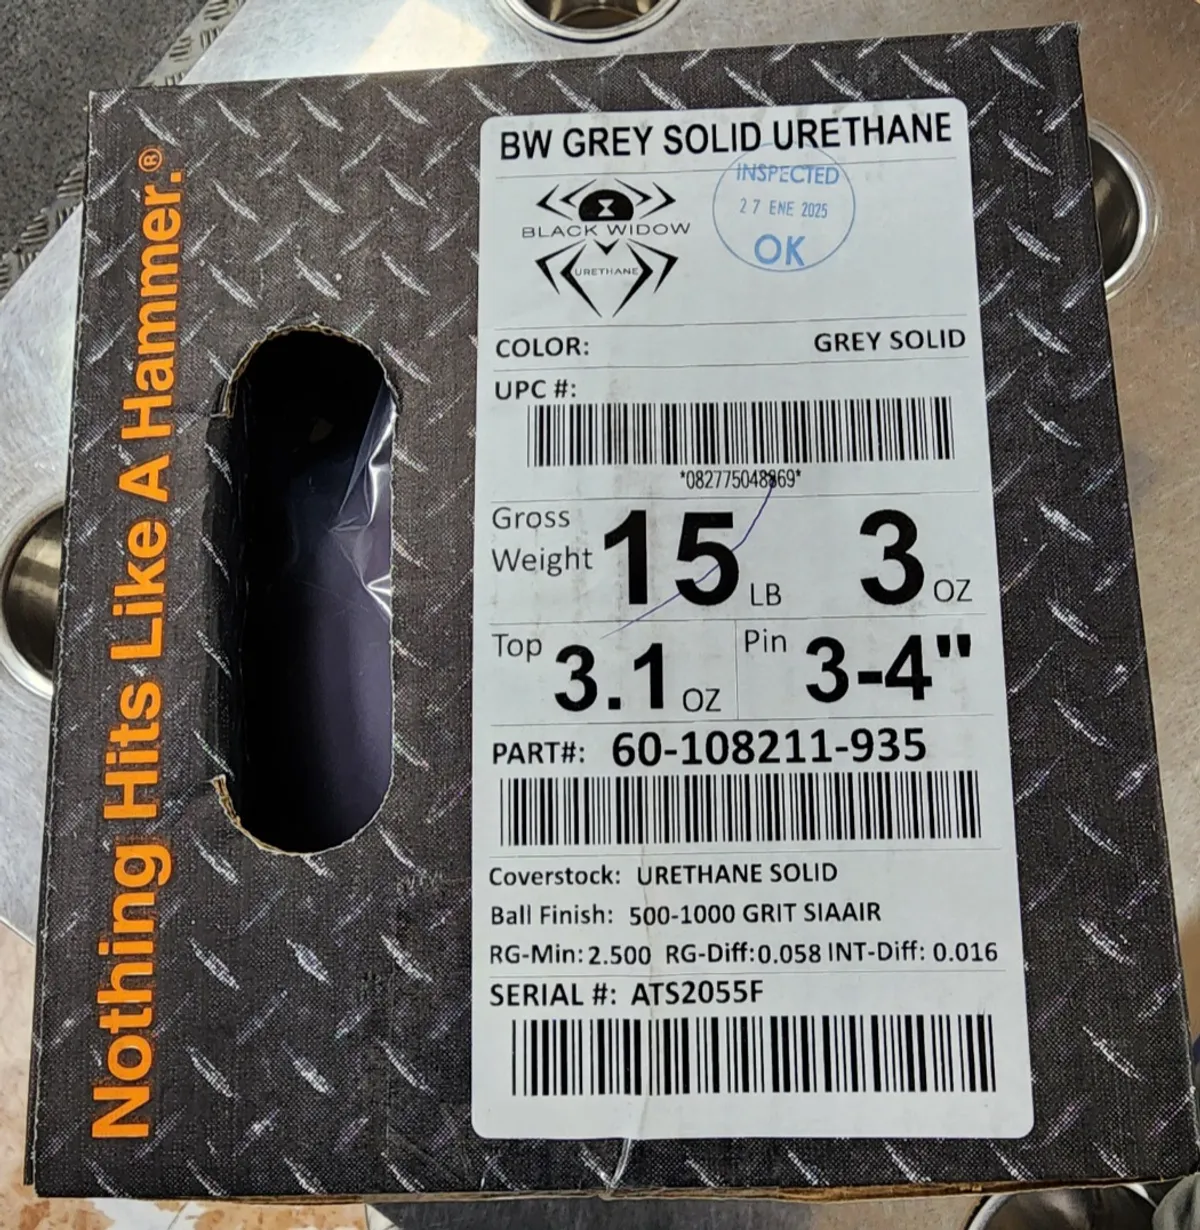 Nothing Hits Like A Hammer.®
BW GREY SOLID URETHANE
INSPECTED
27 ENE 2025
OK
BLACK WIDOW
URETHANE
COLOR: GREY SOLID
UPC #:
*082775048869*
Gross Weight 15 LB 3 OZ
Top 3.1 OZ Pin 3-4"
PART#: 60-108211-935
Coverstock: URETHANE SOLID
Ball Finish: 500-1000 GRIT SIAAIR
RG-Min: 2.500 RG-Diff:0.058 INT-Diff: 0.016
SERIAL #: ATS2055F